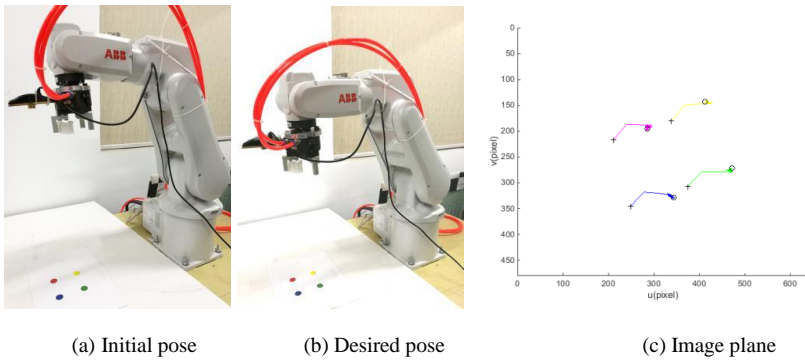 ABB
ABB
0
50
100
150
200
250
300
350
400
450
v(pixel)
0 100 200 300 400 500 600
u(pixel)
(a) Initial pose
(b) Desired pose
(c) Image plane